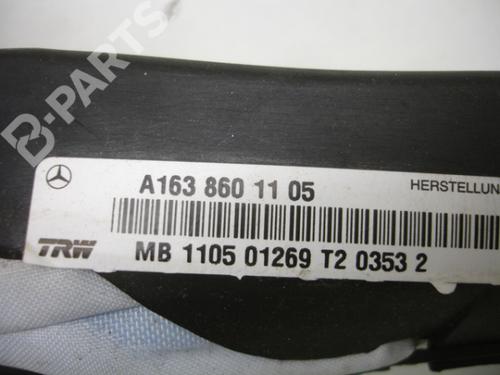 B-PARTS
A163 860 11 05
HERSTELLUN
TRW
MB 1105 01269 T2 0353 2